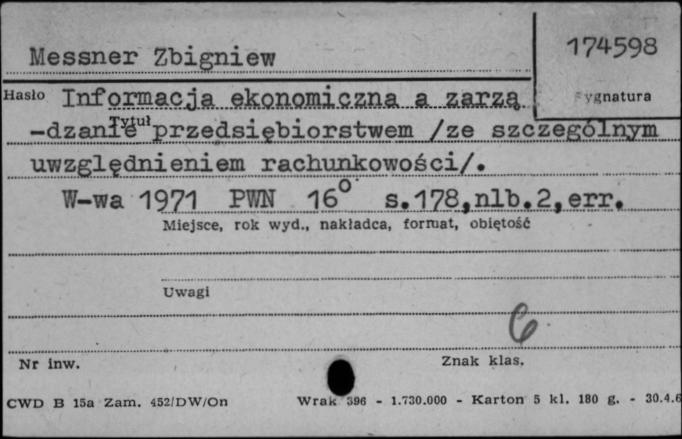 Messner Zbigniew
174598
Hasło
Informacja ekonomiczna a zarzą
Sygnatura
Tytuł
-dzanie przedsiębiorstwem /ze szczególnym
uwzględnieniem rachunkowości/.
W-wa 1971 PWN 16° s.178,nlb.2,err.
Miejsce, rok wyd., nakładca, format, objętość
Uwagi
6
Nr inw.
Znak klas.
CWD B 15a Zam. 452/DW/On
Wrak 396 - 1.730.000 - Karton 5 kl. 180 g. - 30.4.6